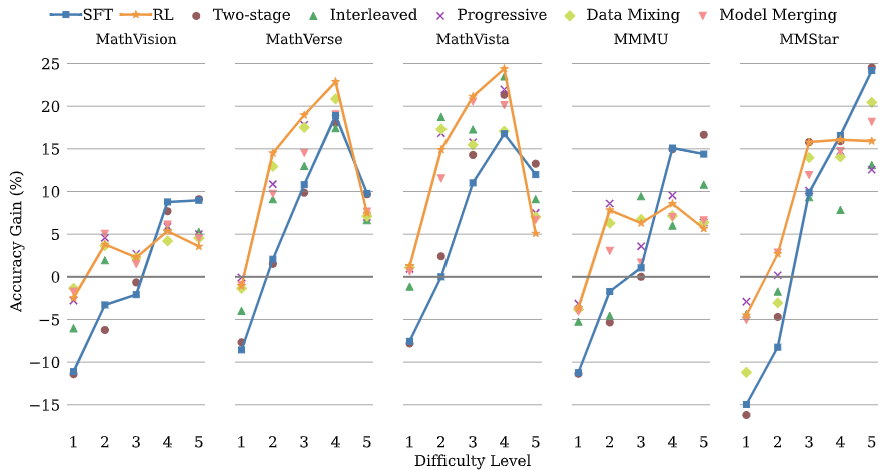 SFT RL Two-stage Interleaved Progressive Data Mixing Model Merging
MathVision MathVerse MathVista MMMU MMStar
Accuracy Gain (%)
25
20
15
10
5
0
−5
−10
−15
1 2 3 4 5 1 2 3 4 5 1 2 3 4 5 1 2 3 4 5 1 2 3 4 5
Difficulty Level